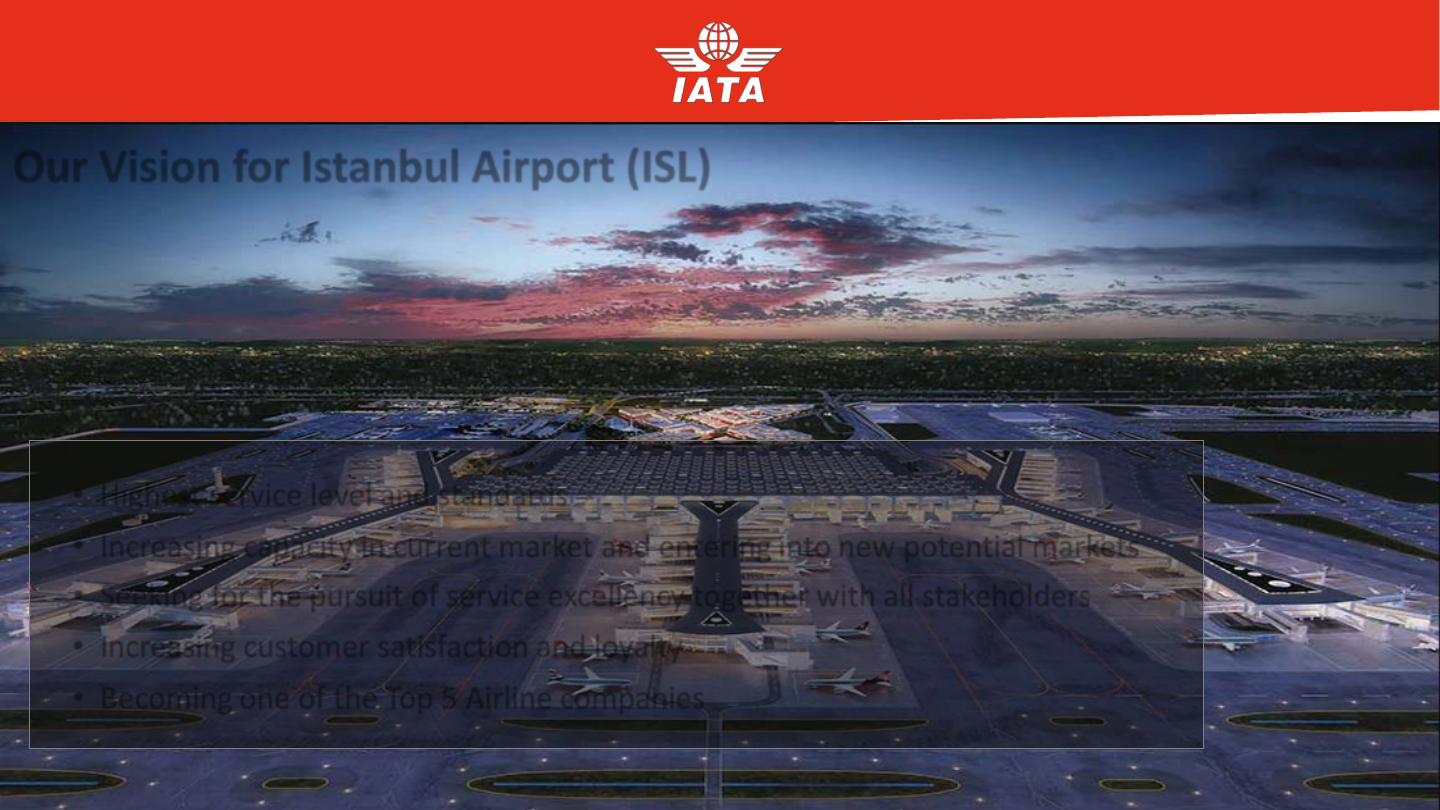 IATA
Our Vision for Istanbul Airport (ISL)
• Highest service level and standards
• Increasing capacity in current market and entering into new potential markets
• Seeking for the pursuit of service excellency together with all stakeholders
• Increasing customer satisfaction and loyalty
• Becoming one of the Top 5 Airline companies